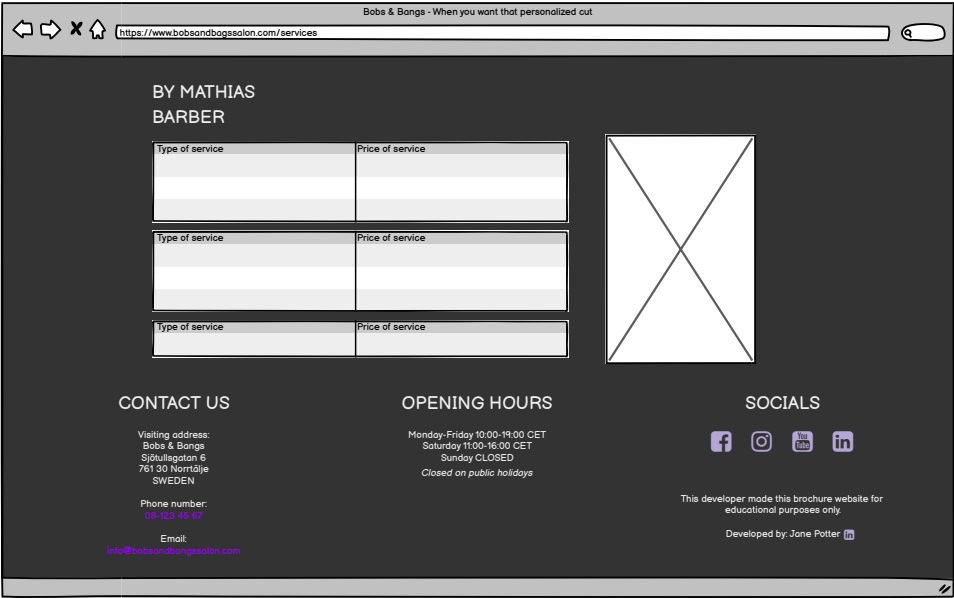 Bobs & Bangs - When you want that personalized cut
https://www.bobsandbagssalon.com/services
BY MATHIAS
BARBER
Type of service Price of service
Type of service Price of service
Type of service Price of service
CONTACT US
Visiting address:
Bobs & Bangs
Sjötullsgatan 6
761 30 Norrtälje
SWEDEN
Phone number:
08-123 45 67
Email:
info@bobsandbangssalon.com
OPENING HOURS
Monday-Friday 10:00-19:00 CET
Saturday 11:00-16:00 CET
Sunday CLOSED
Closed on public holidays
SOCIALS
You
Tube
This developer made this brochure website for
educational purposes only.
Developed by: Jane Potter